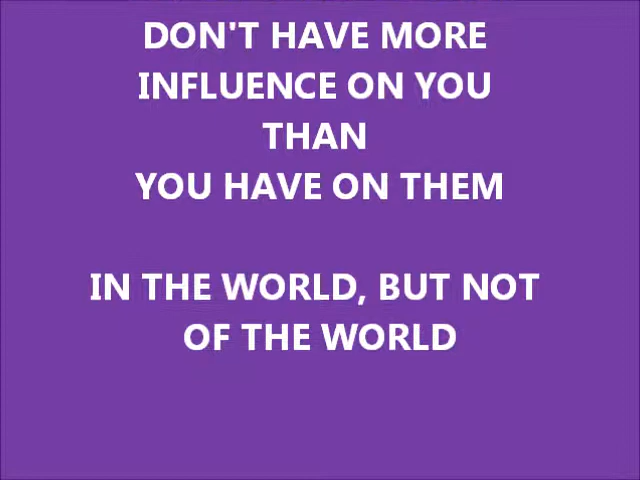 DON'T HAVE MORE
INFLUENCE ON YOU
THAN
YOU HAVE ON THEM
IN THE WORLD, BUT NOT
OF THE WORLD